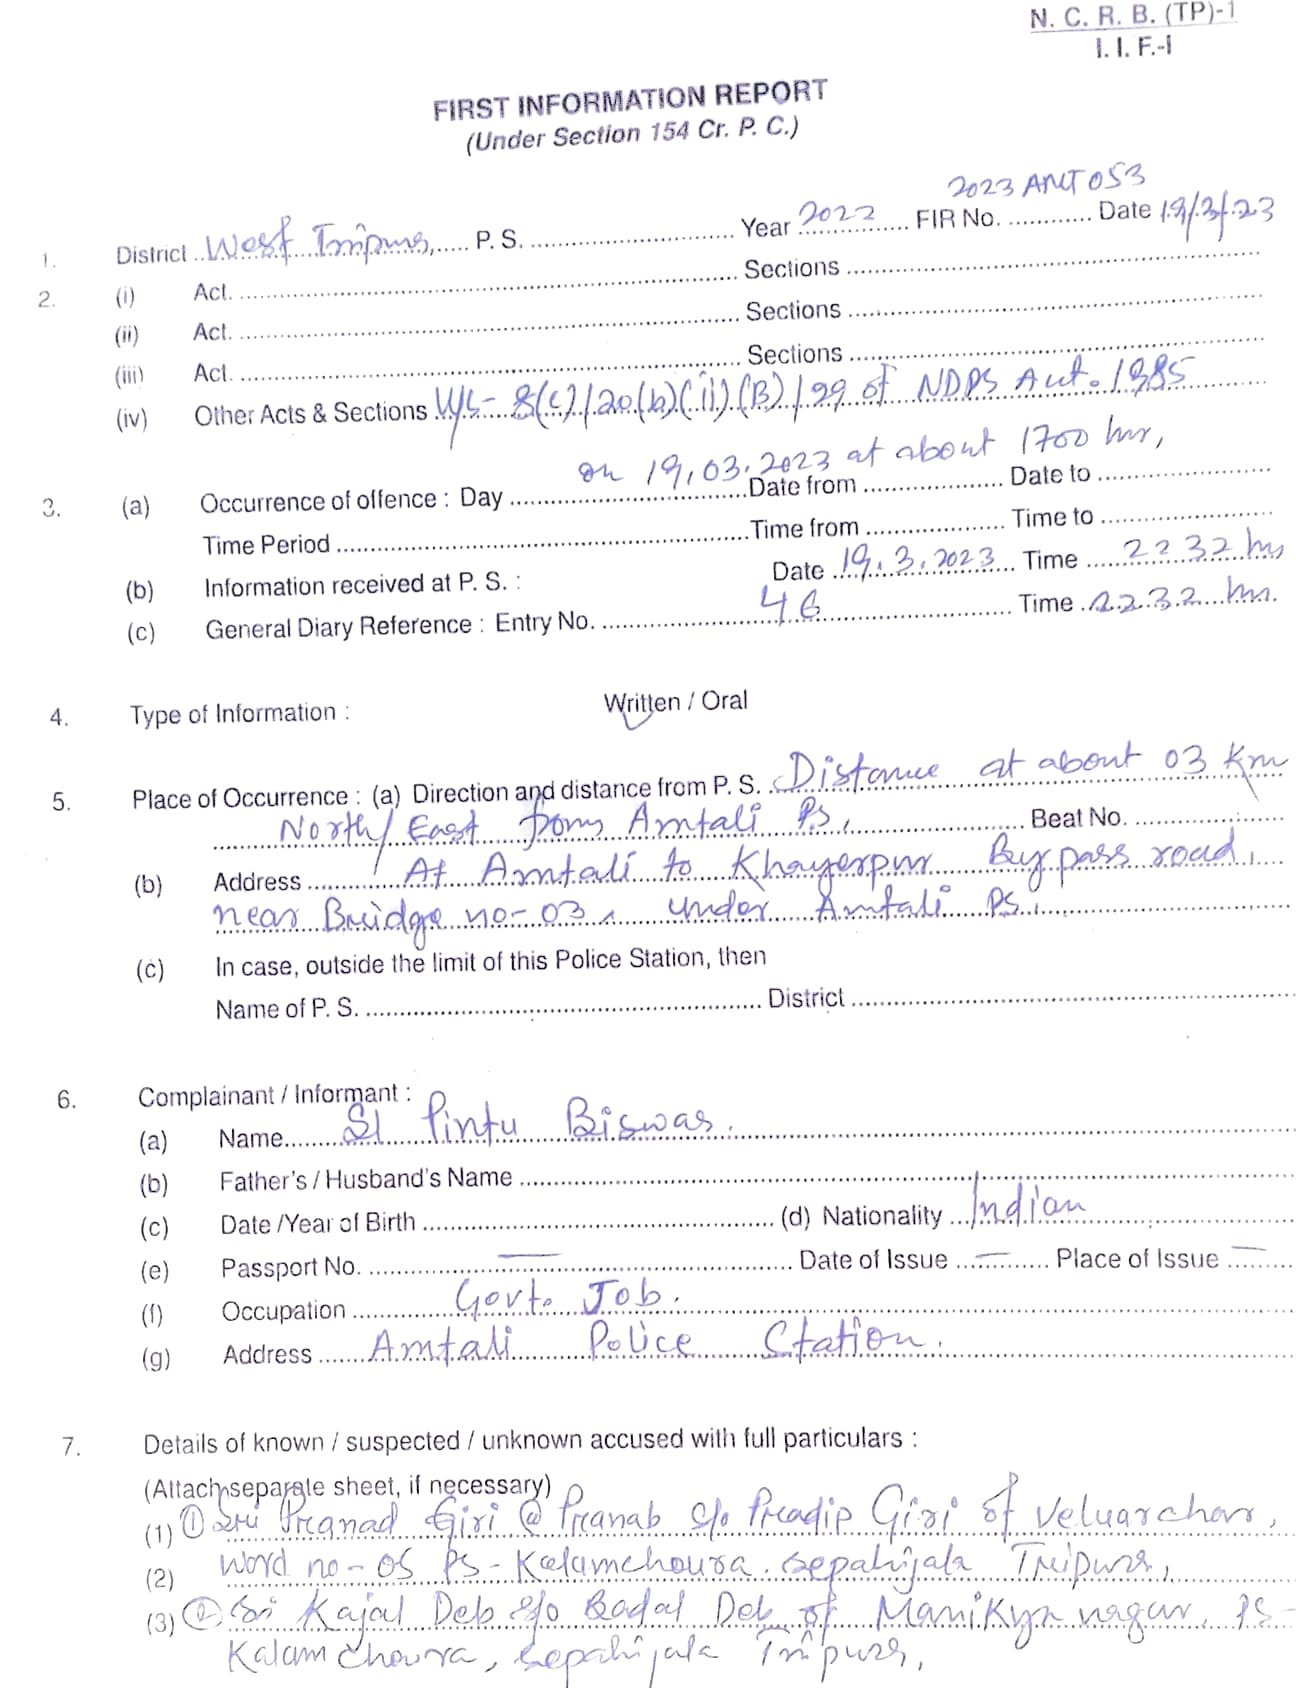 N. C. R. B. (TP)-1
I. I. F.-I
FIRST INFORMATION REPORT
(Under Section 154 Cr. P. C.)
2023 AMT 053
1. District West Tripura, P. S. Year 2022 FIR No. Date 19/3/23
2. (i) Act. Sections
(ii) Act. Sections
(iii) Act. Sections
(iv) Other Acts & Sections U/S- 8(c)/20(b)(ii)(B)/29 of NDPS Act. 1985
on 19.03.2023 at about 1700 hrs,
3. (a) Occurrence of offence : Day Date from Date to
Time Period Time from Time to
(b) Information received at P. S. : Date 19.3.2023 Time 2232 hrs
(c) General Diary Reference : Entry No. 46 Time 2232 hrs.
4. Type of Information : Written / Oral
5. Place of Occurrence : (a) Direction and distance from P. S. Distance at about 03 Km
North/East from Amtali PS, Beat No.
(b) Address At Amtali to Khayerpur Bypass road,
near Bridge no-03, under Amtali PS.
(c) In case, outside the limit of this Police Station, then
Name of P. S. District
6. Complainant / Informant :
(a) Name SI Pintu Biswas.
(b) Father's / Husband's Name
(c) Date /Year of Birth (d) Nationality Indian
(e) Passport No. — Date of Issue — Place of Issue —
(f) Occupation Govt. Job.
(g) Address Amtali Police Station.
7. Details of known / suspected / unknown accused with full particulars :
(Attach separate sheet, if necessary)
(1) ① Sri Pranad Giri @ Pranab S/o Pradip Giri of Veluarchar,
(2) Word no-05 PS-Kalamchoura. Sepahijala Tripura,
(3) ② Sri Kajal Deb S/o Badal Deb of Manikya nagar, PS-
Kalamchoura, Sepahijala Tripura,